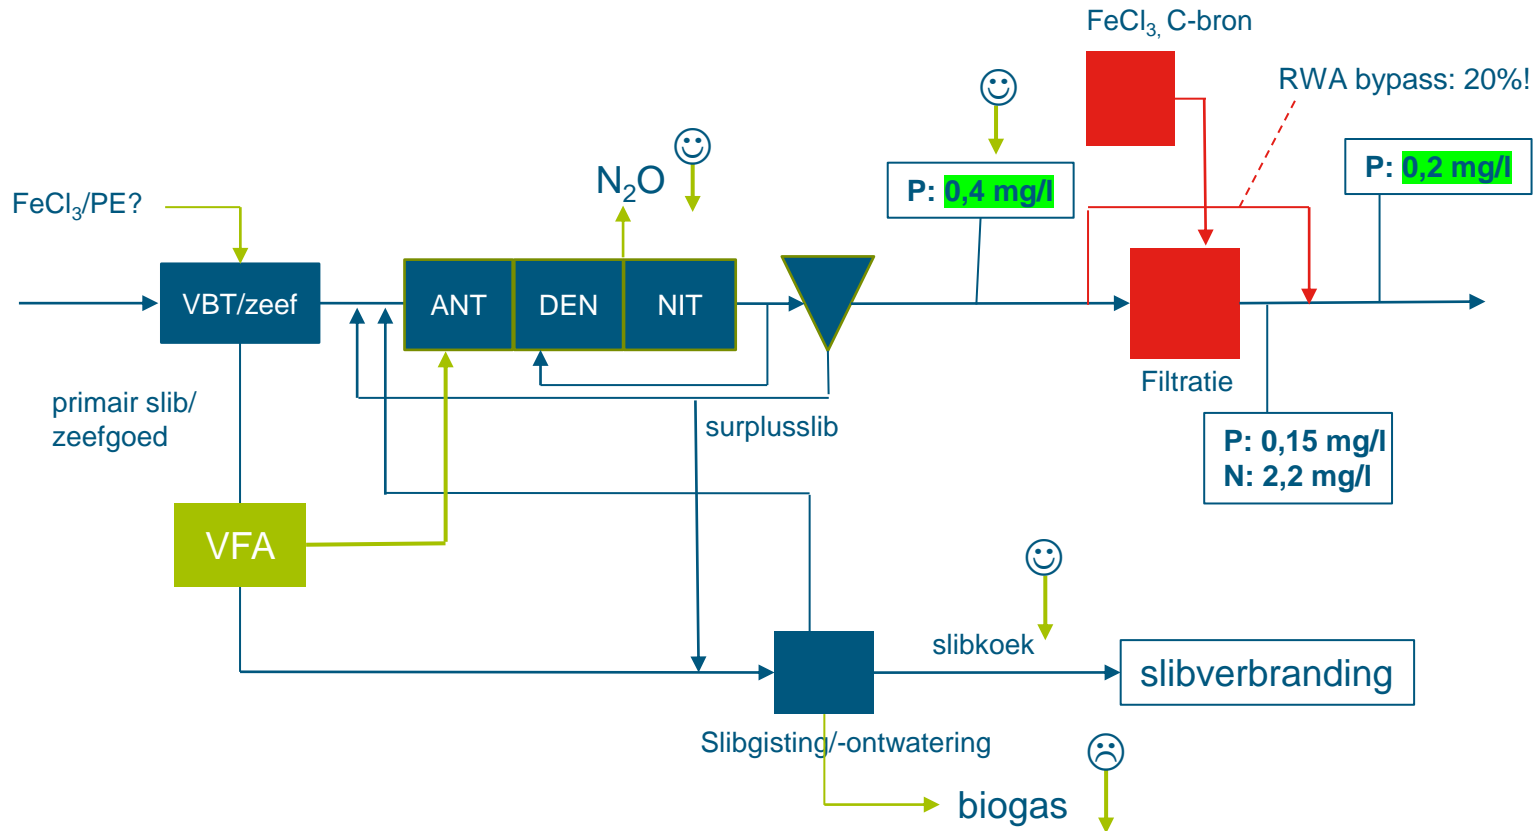 FeCl₃, C-bron
RWA bypass: 20%!
P: 0,2 mg/l
P: 0,4 mg/l
N₂O
FeCl₃/PE?
VBT/zeef
ANT
DEN
NIT
Filtratie
primair slib/
zeefgoed
surplusslib
P: 0,15 mg/l
N: 2,2 mg/l
VFA
slibkoek
slibverbranding
Slibgisting/-ontwatering
biogas